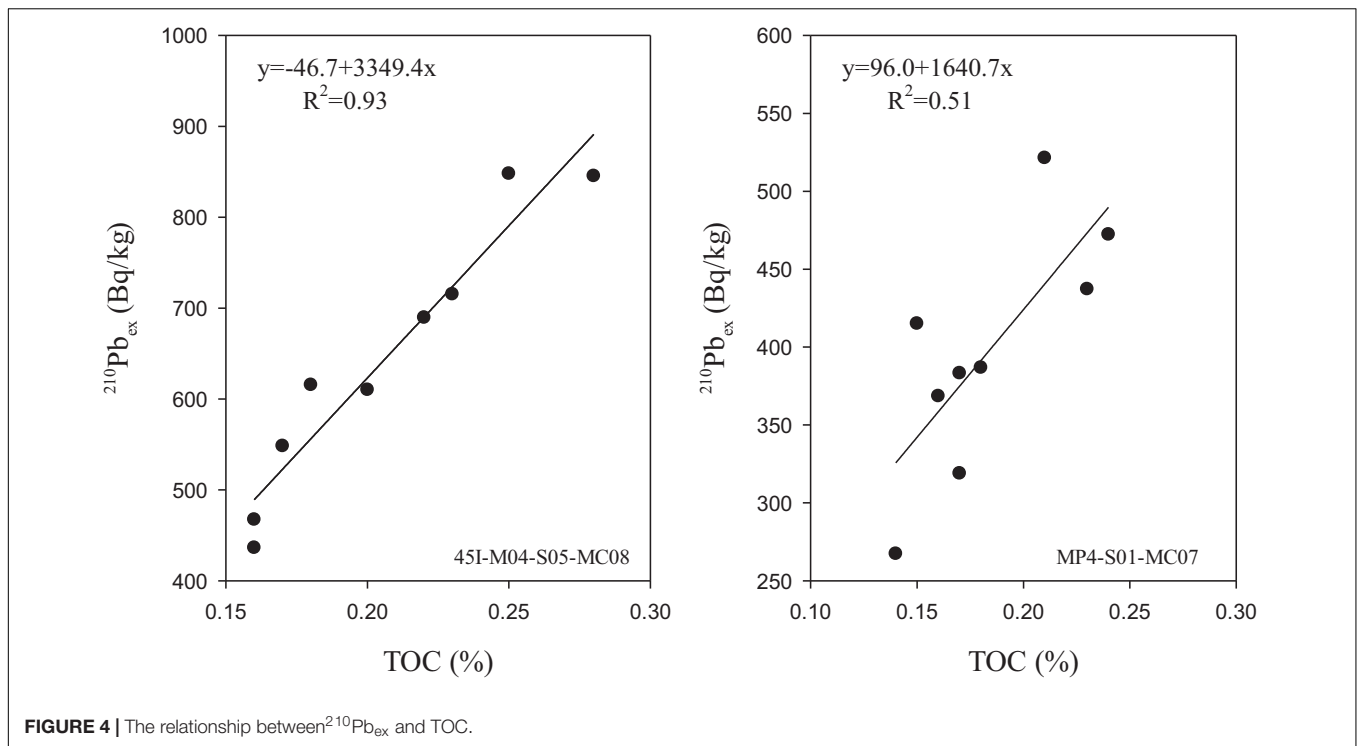 y=-46.7+3349.4x
R²=0.93
1000
900
800
700
600
500
400
²¹⁰Pbₑₓ (Bq/kg)
45I-M04-S05-MC08
0.15 0.20 0.25 0.30
TOC (%)
y=96.0+1640.7x
R²=0.51
600
550
500
450
400
350
300
250
²¹⁰Pbₑₓ (Bq/kg)
MP4-S01-MC07
0.10 0.15 0.20 0.25 0.30
TOC (%)
FIGURE 4 | The relationship between²¹⁰Pbₑₓ and TOC.